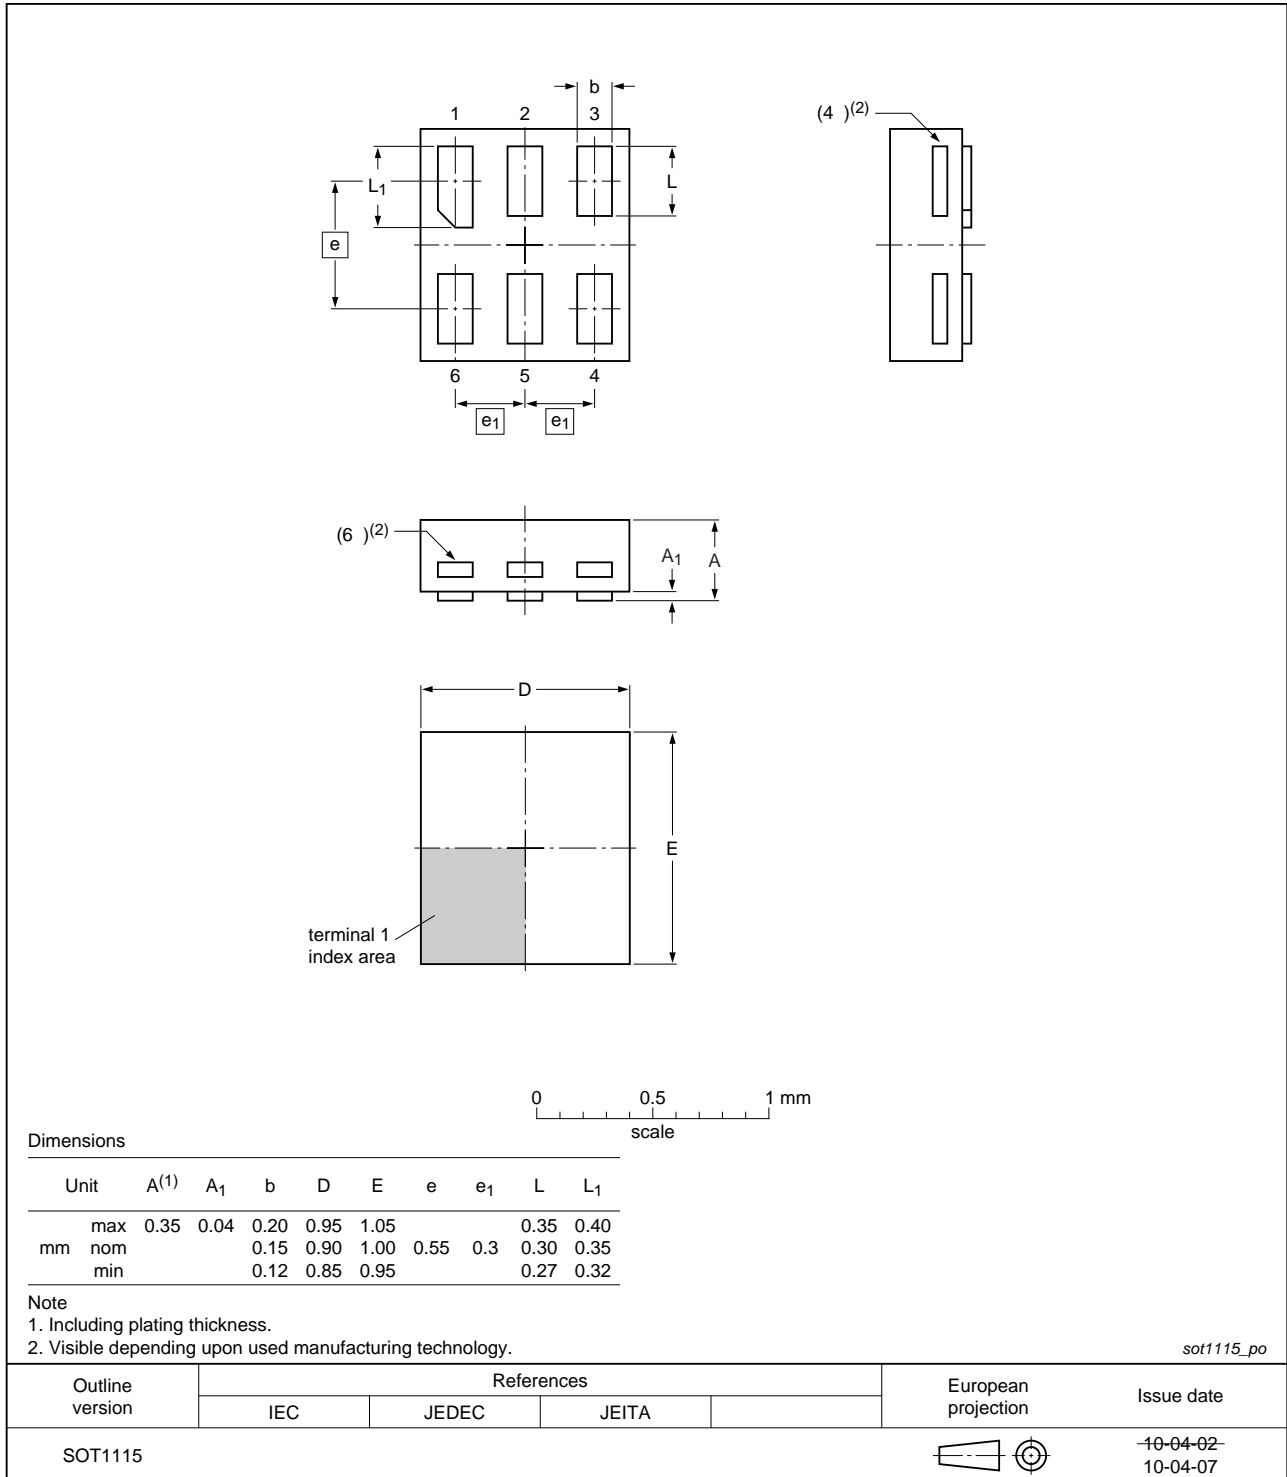 b
1 2 3
(4 )(2)
L1
L
e
6 5 4
e1 e1
(6 )(2)
A1 A
D
E
terminal 1
index area
0 0.5 1 mm
scale
Dimensions
Unit A(1) A1 b D E e e1 L L1
max 0.35 0.04 0.20 0.95 1.05 0.35 0.40
mm nom 0.15 0.90 1.00 0.55 0.3 0.30 0.35
min 0.12 0.85 0.95 0.27 0.32
Note
1. Including plating thickness.
2. Visible depending upon used manufacturing technology.
sot1115_po
Outline
version
References
IEC JEDEC JEITA
European
projection
Issue date
SOT1115
10-04-02
10-04-07